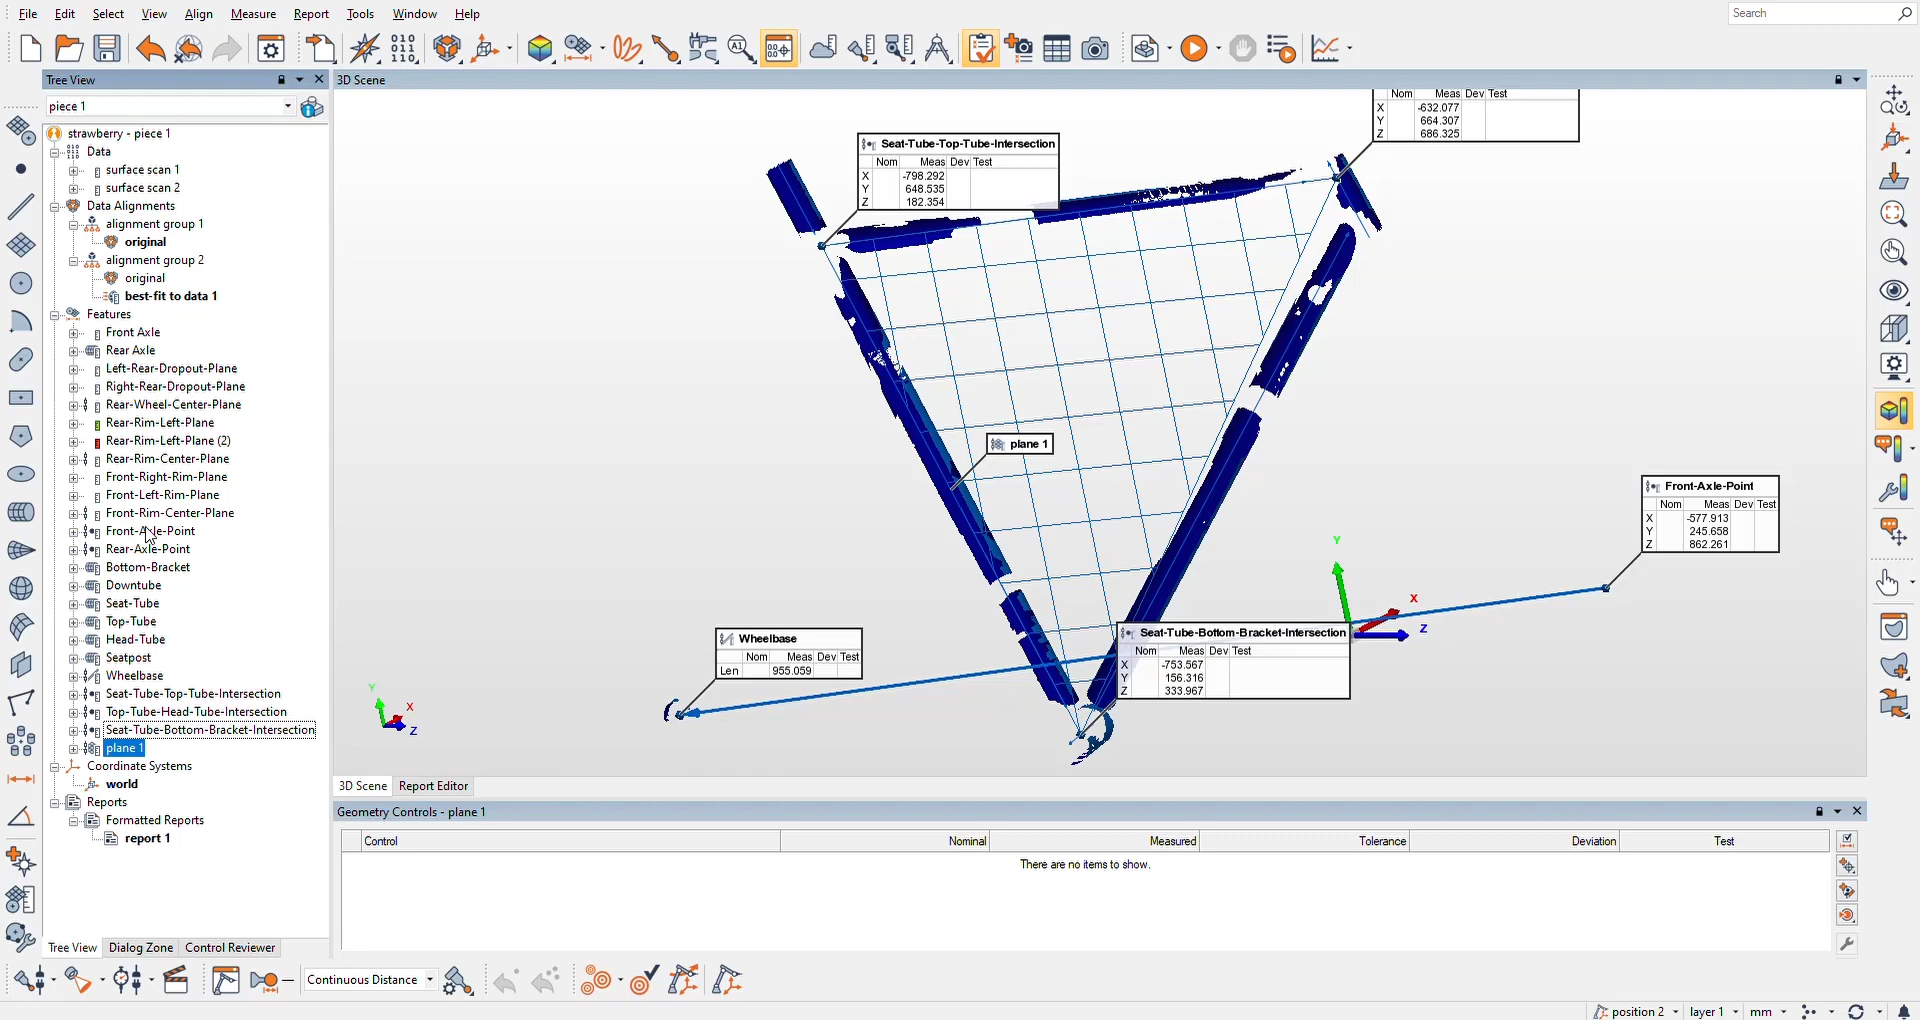 File Edit Select View Align Measure Report Tools Window Help
Search
Tree View
3D Scene
piece 1
strawberry - piece 1
Data
surface scan 1
surface scan 2
Data Alignments
alignment group 1
original
alignment group 2
original
best-fit to data 1
Features
Front Axle
Rear Axle
Left-Rear-Dropout-Plane
Right-Rear-Dropout-Plane
Rear-Wheel-Center-Plane
Rear-Rim-Left-Plane
Rear-Rim-Left-Plane (2)
Rear-Rim-Center-Plane
Front-Right-Rim-Plane
Front-Left-Rim-Plane
Front-Rim-Center-Plane
Front-Axle-Point
Rear-Axle-Point
Bottom-Bracket
Downtube
Seat-Tube
Top-Tube
Head-Tube
Seatpost
Wheelbase
Seat-Tube-Top-Tube-Intersection
Top-Tube-Head-Tube-Intersection
Seat-Tube-Bottom-Bracket-Intersection
plane 1
Coordinate Systems
world
Reports
Formatted Reports
report 1
Tree View Dialog Zone Control Reviewer
Nom Meas Dev Test
X -632.077
Y 664.307
Z 686.325
Seat-Tube-Top-Tube-Intersection
Nom Meas Dev Test
X -798.292
Y 648.535
Z 182.354
plane 1
Front-Axle-Point
Nom Meas Dev Test
X -577.913
Y 245.658
Z 862.261
Y
X
Z
Wheelbase
Nom Meas Dev Test
Len 955.059
Seat-Tube-Bottom-Bracket-Intersection
Nom Meas Dev Test
X -753.567
Y 156.316
Z 333.967
Y
X
Z
3D Scene Report Editor
Geometry Controls - plane 1
Control Nominal Measured Tolerance Deviation Test
There are no items to show.
Continuous Distance
position 2 layer 1 mm